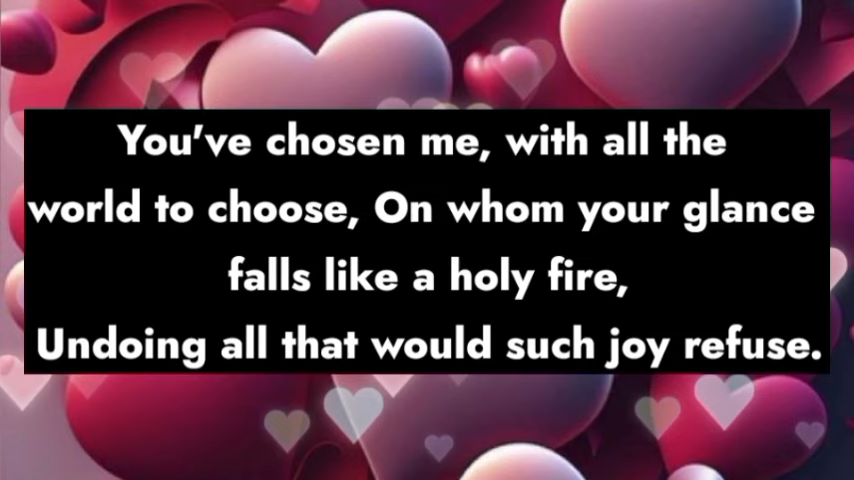 You've chosen me, with all the
world to choose, On whom your glance
falls like a holy fire,
Undoing all that would such joy refuse.